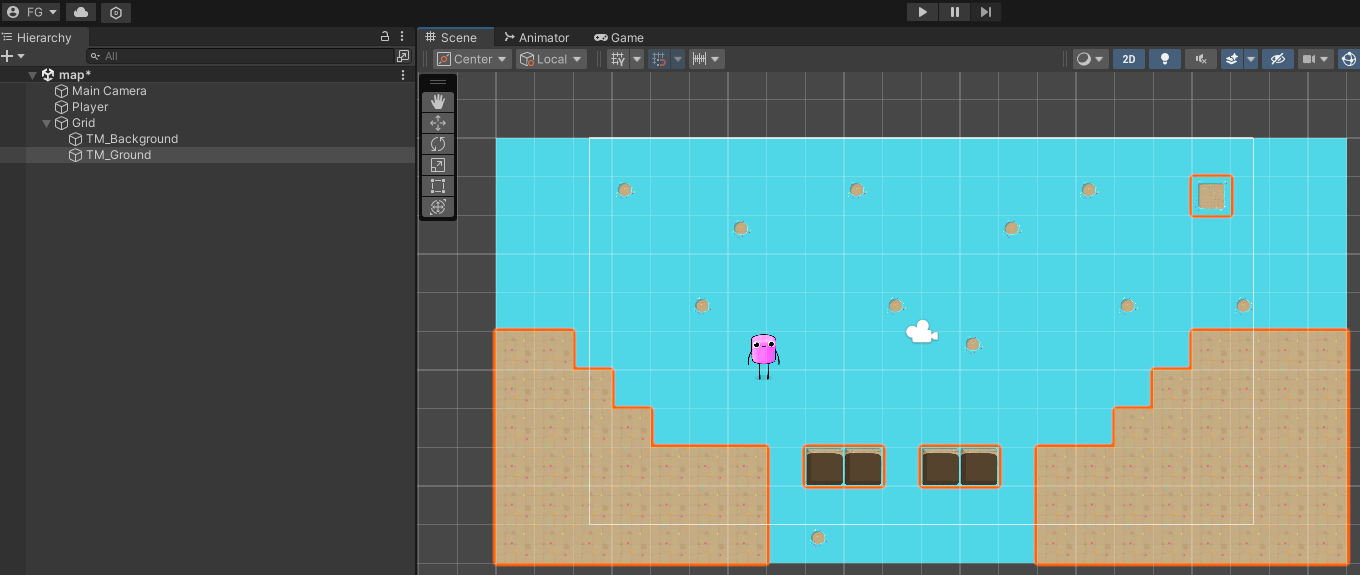 FG
Hierarchy
All
map*
Main Camera
Player
Grid
TM_Background
TM_Ground
Scene
Animator
Game
Center
Local
2D